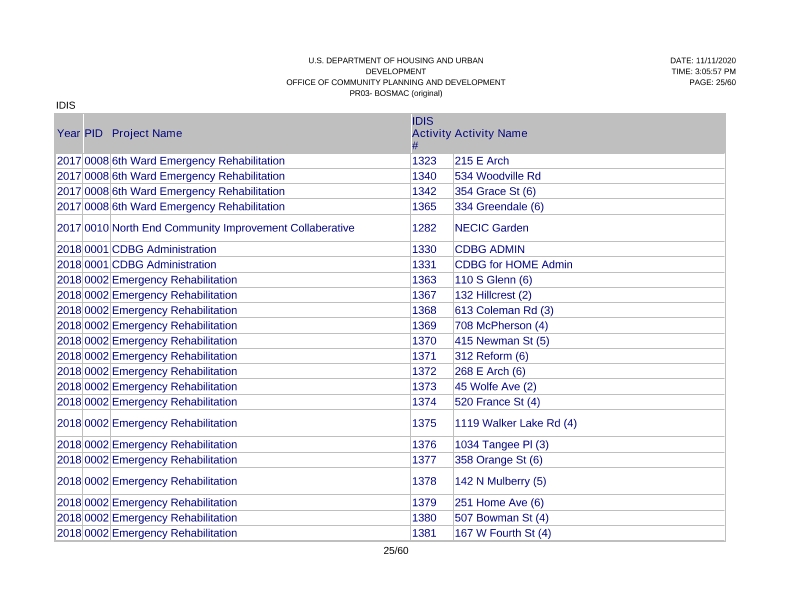 U.S. DEPARTMENT OF HOUSING AND URBAN
DEVELOPMENT
OFFICE OF COMMUNITY PLANNING AND DEVELOPMENT
PR03- BOSMAC (original)
DATE: 11/11/2020
TIME: 3:05:57 PM
PAGE: 25/60
IDIS
Year PID Project Name IDIS Activity # Activity Name
2017 0008 6th Ward Emergency Rehabilitation 1323 215 E Arch
2017 0008 6th Ward Emergency Rehabilitation 1340 534 Woodville Rd
2017 0008 6th Ward Emergency Rehabilitation 1342 354 Grace St (6)
2017 0008 6th Ward Emergency Rehabilitation 1365 334 Greendale (6)
2017 0010 North End Community Improvement Collaberative 1282 NECIC Garden
2018 0001 CDBG Administration 1330 CDBG ADMIN
2018 0001 CDBG Administration 1331 CDBG for HOME Admin
2018 0002 Emergency Rehabilitation 1363 110 S Glenn (6)
2018 0002 Emergency Rehabilitation 1367 132 Hillcrest (2)
2018 0002 Emergency Rehabilitation 1368 613 Coleman Rd (3)
2018 0002 Emergency Rehabilitation 1369 708 McPherson (4)
2018 0002 Emergency Rehabilitation 1370 415 Newman St (5)
2018 0002 Emergency Rehabilitation 1371 312 Reform (6)
2018 0002 Emergency Rehabilitation 1372 268 E Arch (6)
2018 0002 Emergency Rehabilitation 1373 45 Wolfe Ave (2)
2018 0002 Emergency Rehabilitation 1374 520 France St (4)
2018 0002 Emergency Rehabilitation 1375 1119 Walker Lake Rd (4)
2018 0002 Emergency Rehabilitation 1376 1034 Tangee Pl (3)
2018 0002 Emergency Rehabilitation 1377 358 Orange St (6)
2018 0002 Emergency Rehabilitation 1378 142 N Mulberry (5)
2018 0002 Emergency Rehabilitation 1379 251 Home Ave (6)
2018 0002 Emergency Rehabilitation 1380 507 Bowman St (4)
2018 0002 Emergency Rehabilitation 1381 167 W Fourth St (4)
25/60